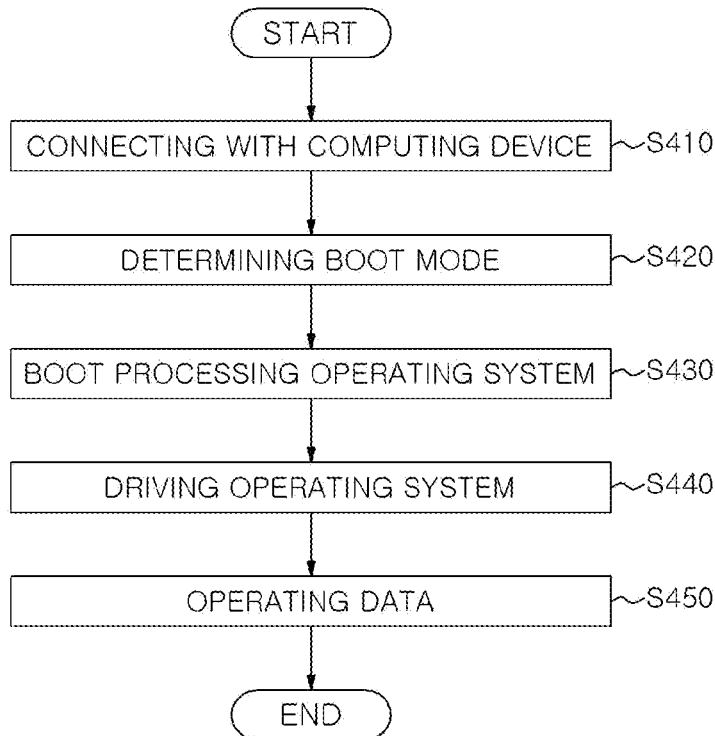 START
CONNECTING WITH COMPUTING DEVICE S410
DETERMINING BOOT MODE S420
BOOT PROCESSING OPERATING SYSTEM S430
DRIVING OPERATING SYSTEM S440
OPERATING DATA S450
END